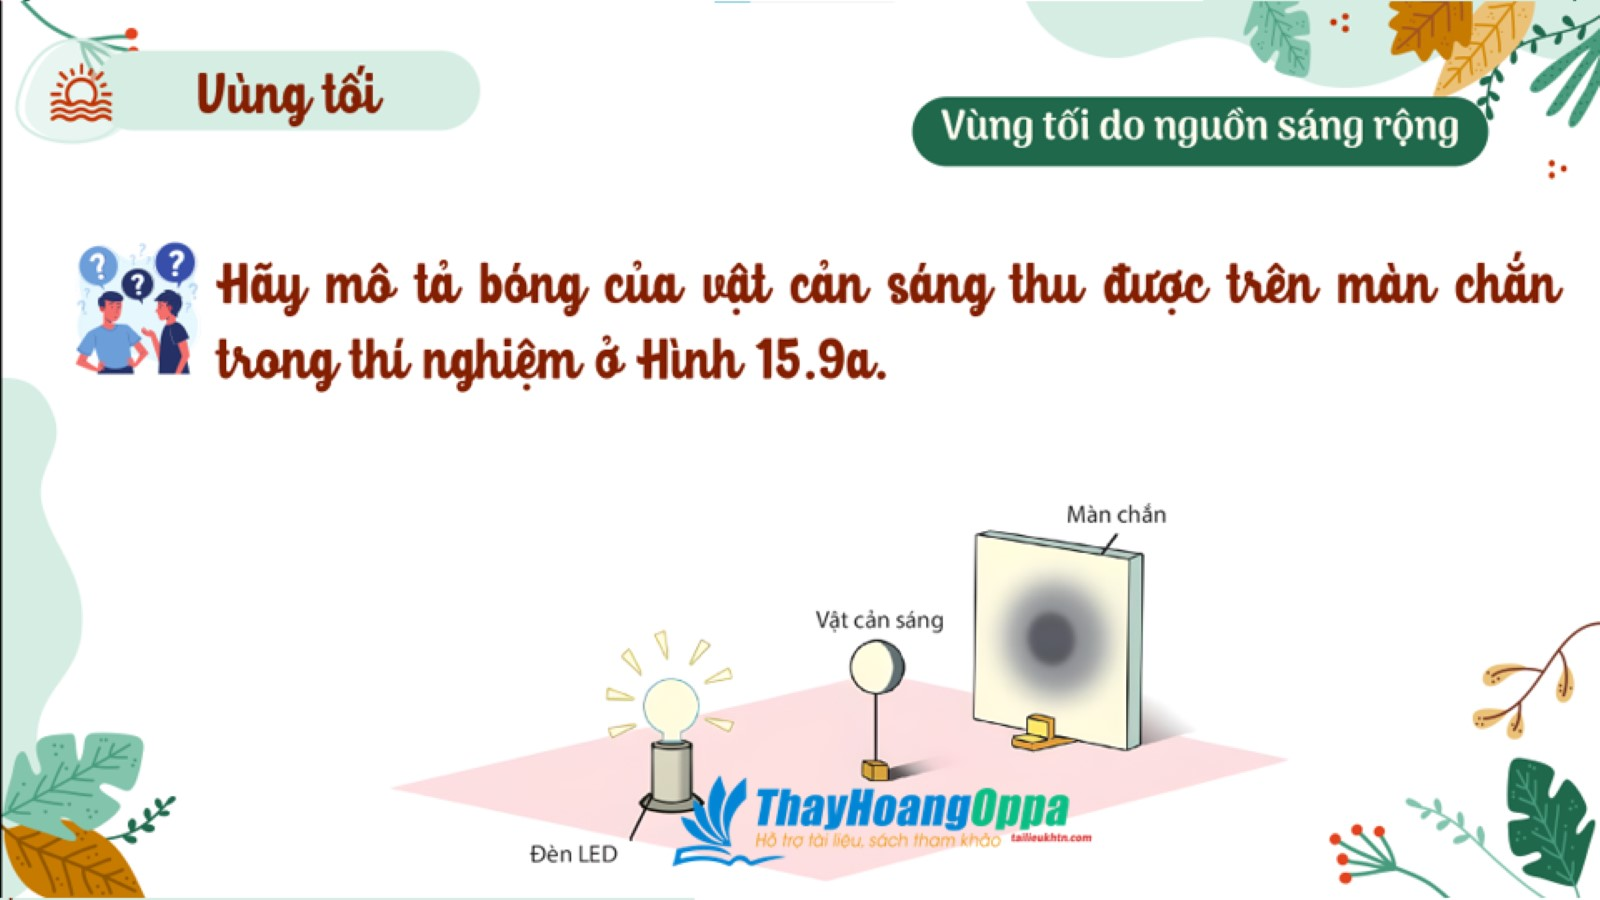 Vùng tối
Vùng tối do nguồn sáng rộng
Hãy mô tả bóng của vật cản sáng thu được trên màn chắn
trong thí nghiệm ở Hình 15.9a.
Màn chắn
Vật cản sáng
Đèn LED
ThayHoangOppa
Hỗ trợ tài liệu, sách tham khảo tailieukhtn.com